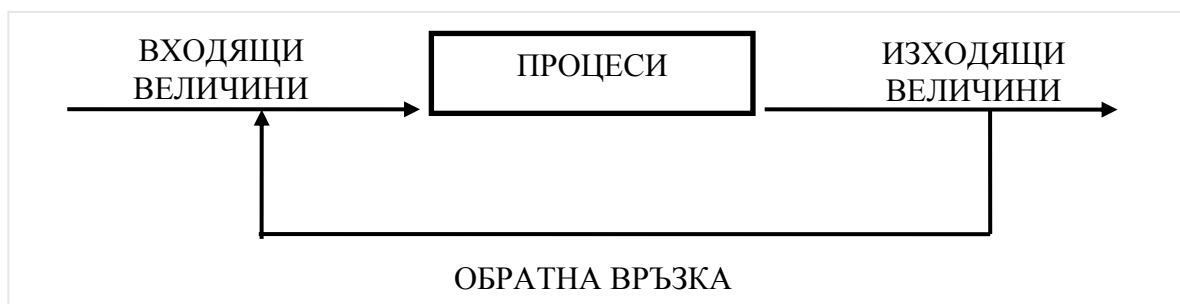 ВХОДЯЩИ
ВЕЛИЧИНИ
ПРОЦЕСИ
ИЗХОДЯЩИ
ВЕЛИЧИНИ
ОБРАТНА ВРЪЗКА